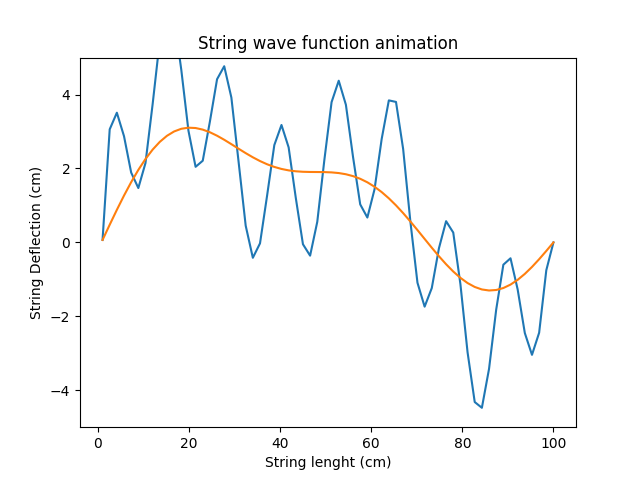 String wave function animation
String Deflection (cm)
4
2
0
−2
−4
0 20 40 60 80 100
String lenght (cm)